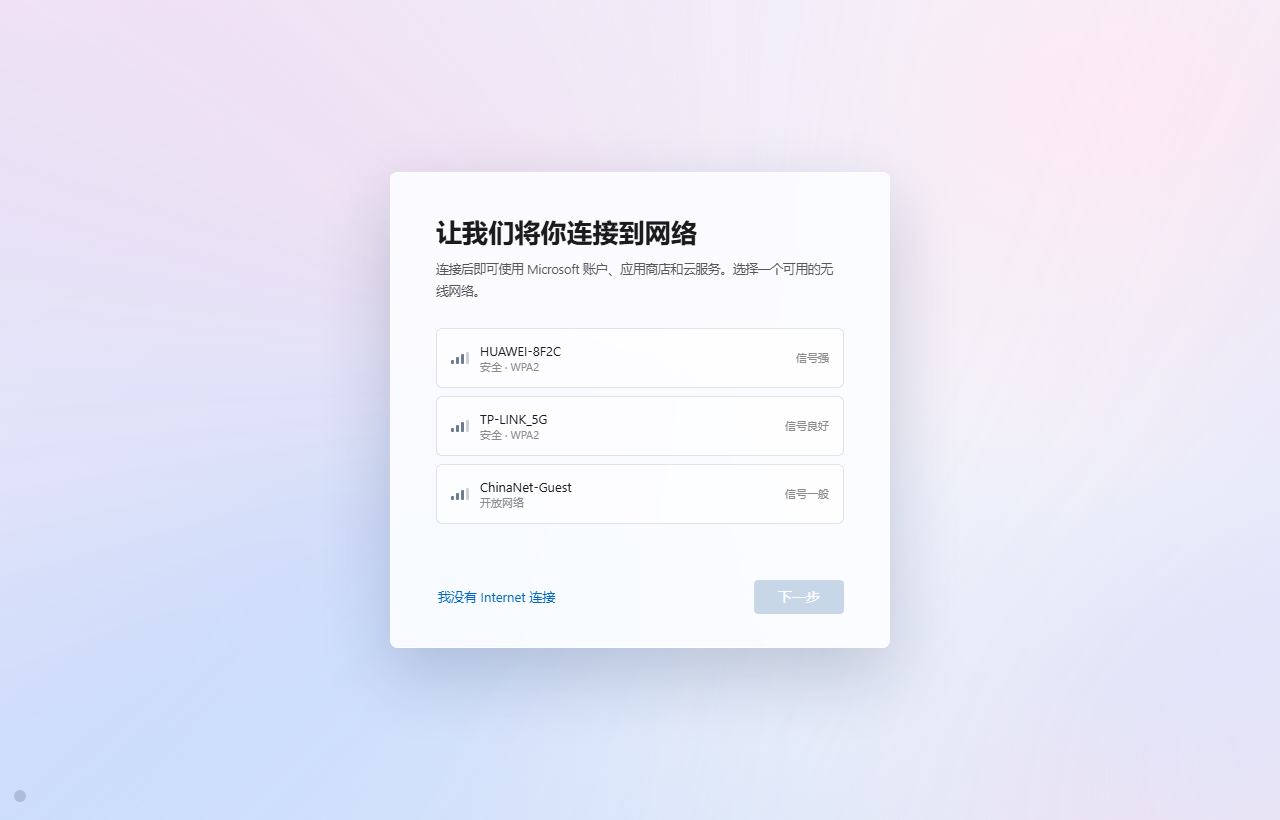 让我们将你连接到网络
连接后即可使用 Microsoft 账户、应用商店和云服务。选择一个可用的无
线网络。
HUAWEI-8F2C
安全 · WPA2
信号强
TP-LINK_5G
安全 · WPA2
信号良好
ChinaNet-Guest
开放网络
信号一般
我没有 Internet 连接
下一步